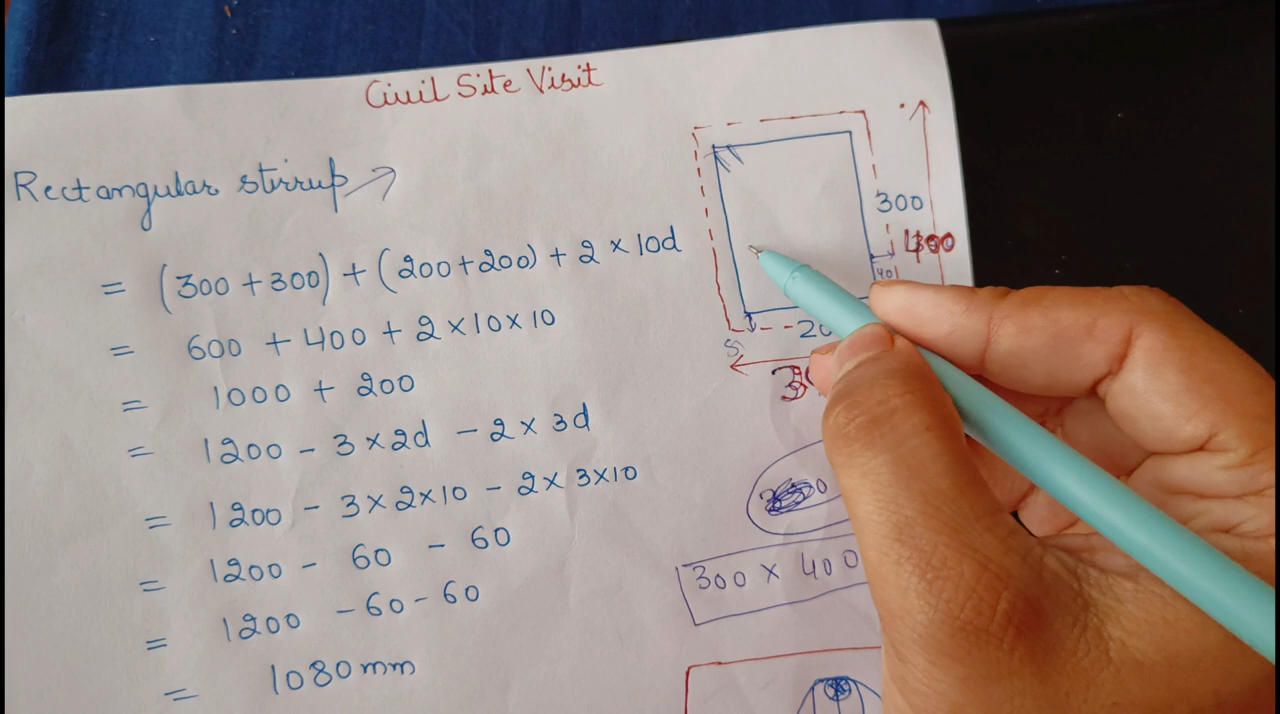 Civil Site Visit
Rectangular stirrup →
= (300 + 300) + (200 + 200) + 2 × 10d
= 600 + 400 + 2 × 10 × 10
= 1000 + 200
= 1200 - 3 × 2d - 2 × 3d
= 1200 - 3 × 2 × 10 - 2 × 3 × 10
= 1200 - 60 - 60
= 1200 - 60 - 60
= 1080 mm
300
400
40
20
300 × 400